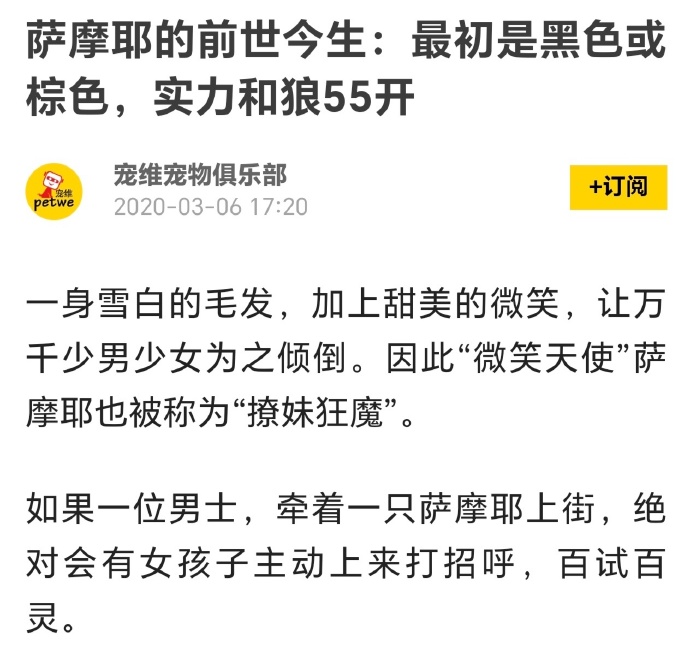 萨摩耶的前世今生：最初是黑色或
棕色，实力和狼55开
宠维宠物俱乐部
2020-03-06 17:20
+订阅
宠维
petwe
一身雪白的毛发，加上甜美的微笑，让万
千少男少女为之倾倒。因此“微笑天使”萨
摩耶也被称为“撩妹狂魔”。
如果一位男士，牵着一只萨摩耶上街，绝
对会有女孩子主动上来打招呼，百试百
灵。